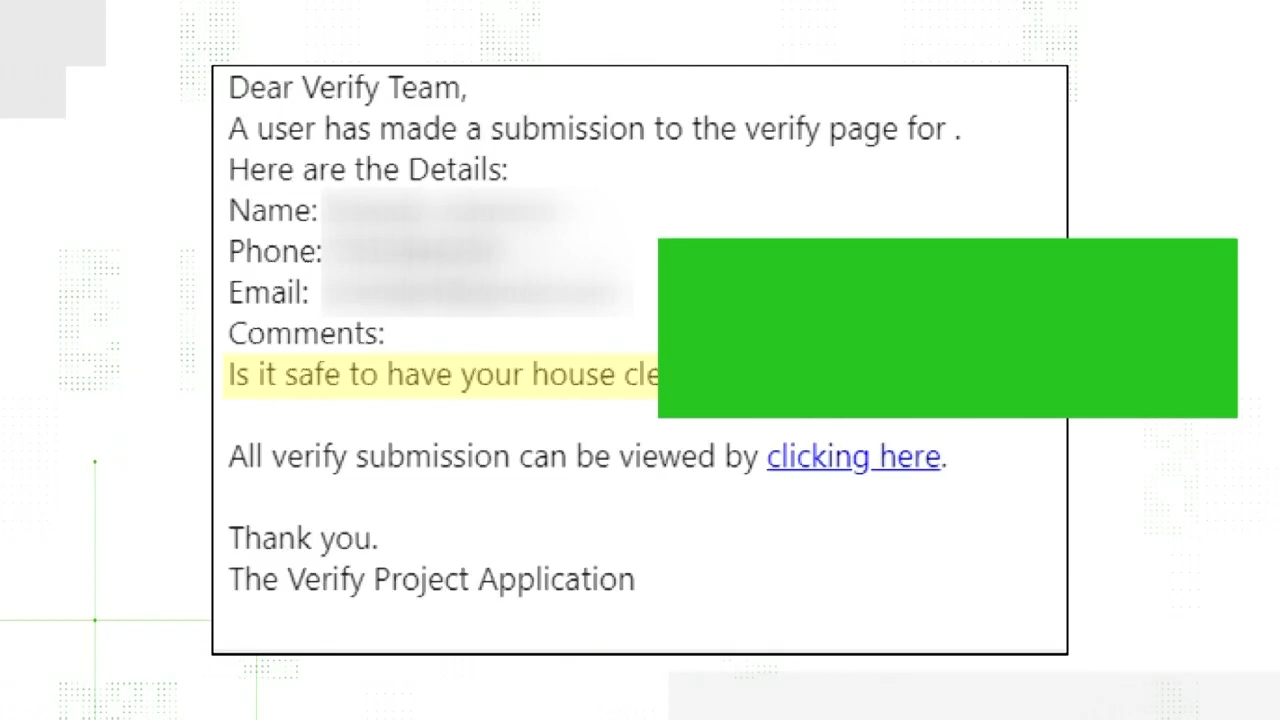 Dear Verify Team,
A user has made a submission to the verify page for .
Here are the Details:
Name:
Phone:
Email:
Comments:
Is it safe to have your house
All verify submission can be viewed by clicking here.
Thank you.
The Verify Project Application